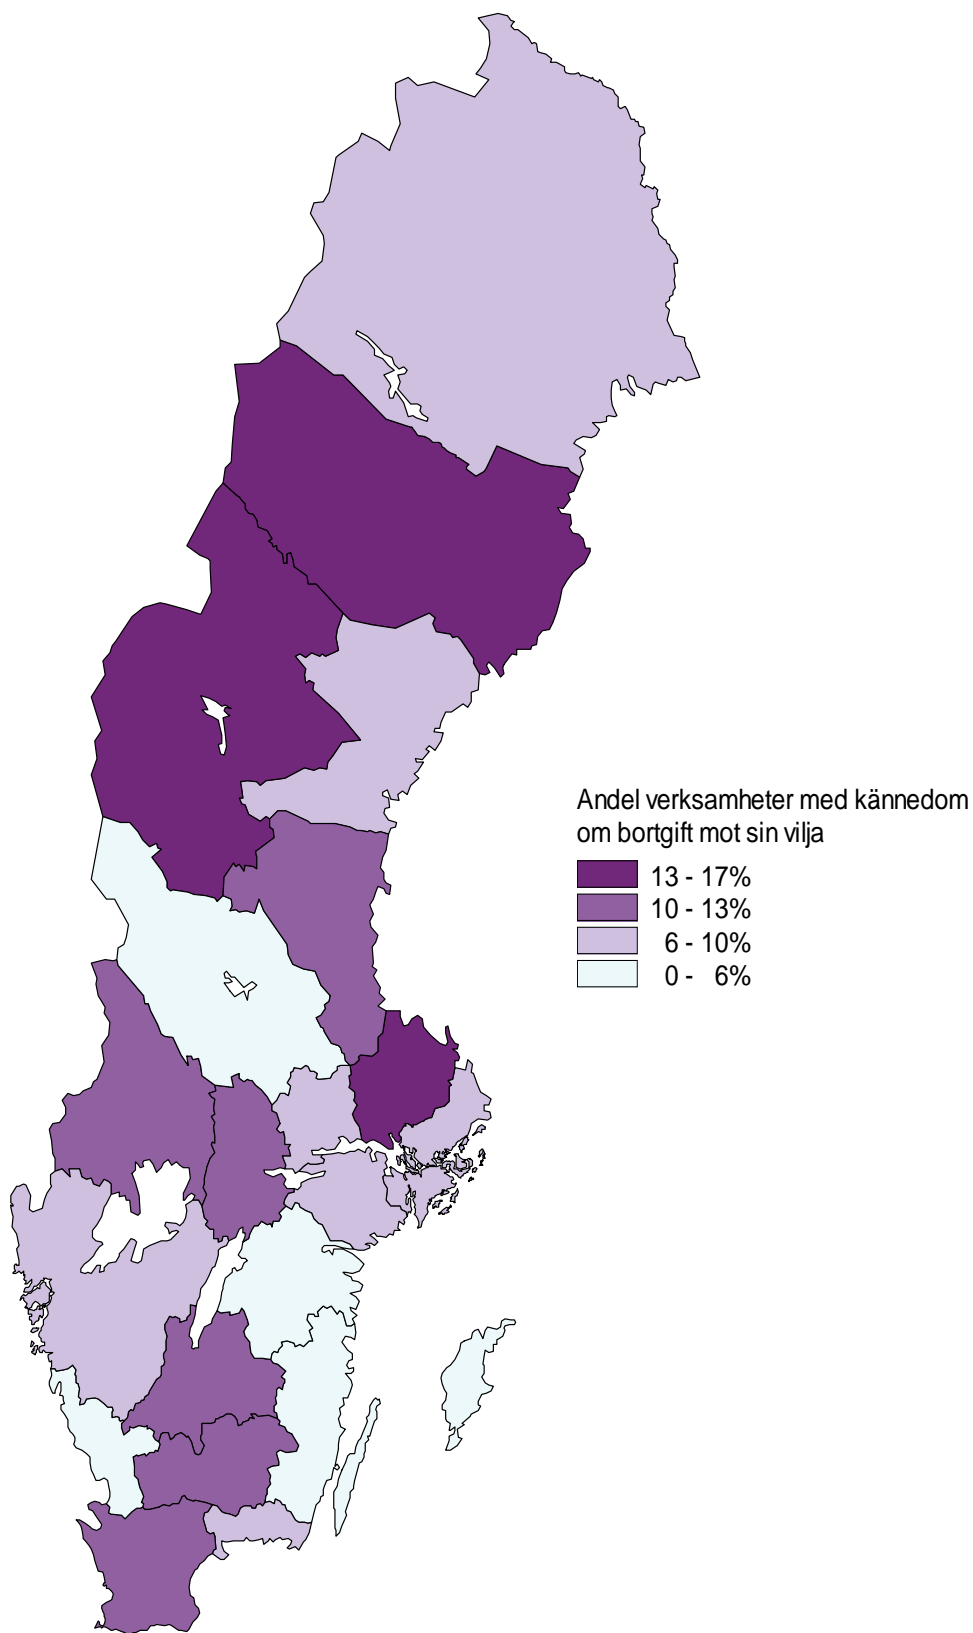 Andel verksamheter med kännedom
om bortgift mot sin vilja
13 - 17%
10 - 13%
6 - 10%
0 - 6%